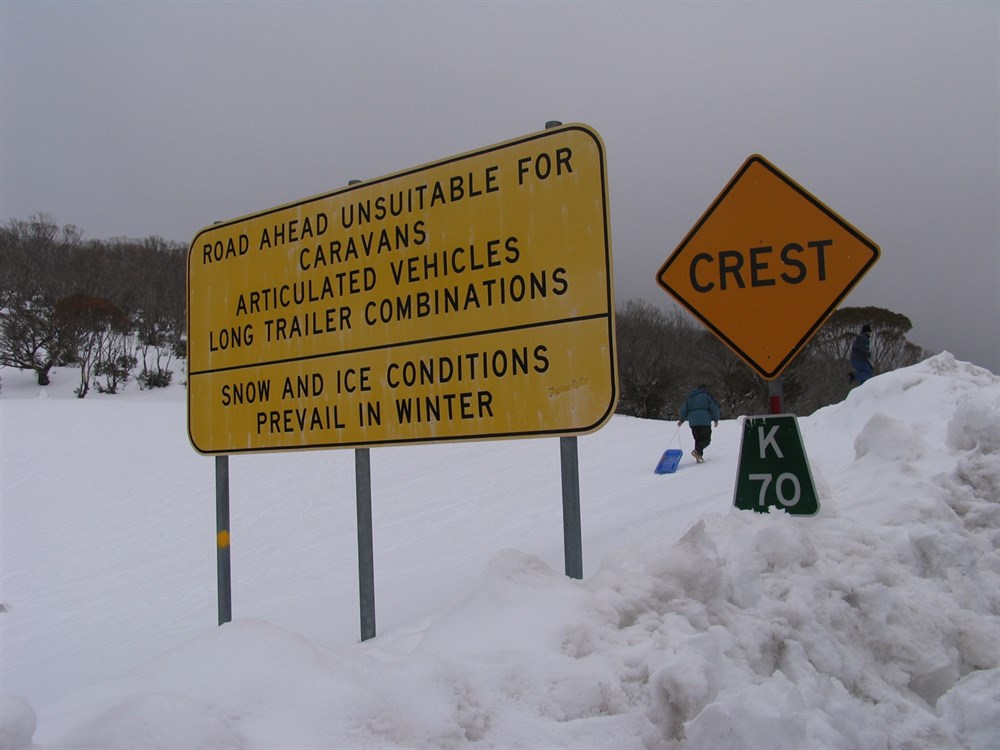 ROAD AHEAD UNSUITABLE FOR
CARAVANS
ARTICULATED VEHICLES
LONG TRAILER COMBINATIONS
SNOW AND ICE CONDITIONS
PREVAIL IN WINTER
CREST
K
70